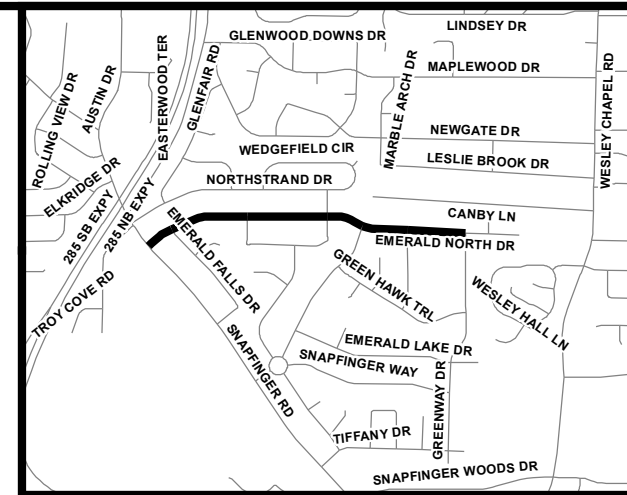 LINDSEY DR
GLENWOOD DOWNS DR
MAPLEWOOD DR
WESLEY CHAPEL RD
EASTERWOOD TER
GLENFAIR RD
MARBLE ARCH DR
ROLLING VIEW DR
AUSTIN DR
NEWGATE DR
WEDGEFIELD CIR
LESLIE BROOK DR
ELKRIDGE DR
NORTHSTRAND DR
285 SB EXPY
285 NB EXPY
CANBY LN
EMERALD NORTH DR
EMERALD FALLS DR
GREEN HAWK TRL
WESLEY HALL LN
TROY COVE RD
SNAPFINGER RD
EMERALD LAKE DR
SNAPFINGER WAY
GREENWAY DR
TIFFANY DR
SNAPFINGER WOODS DR